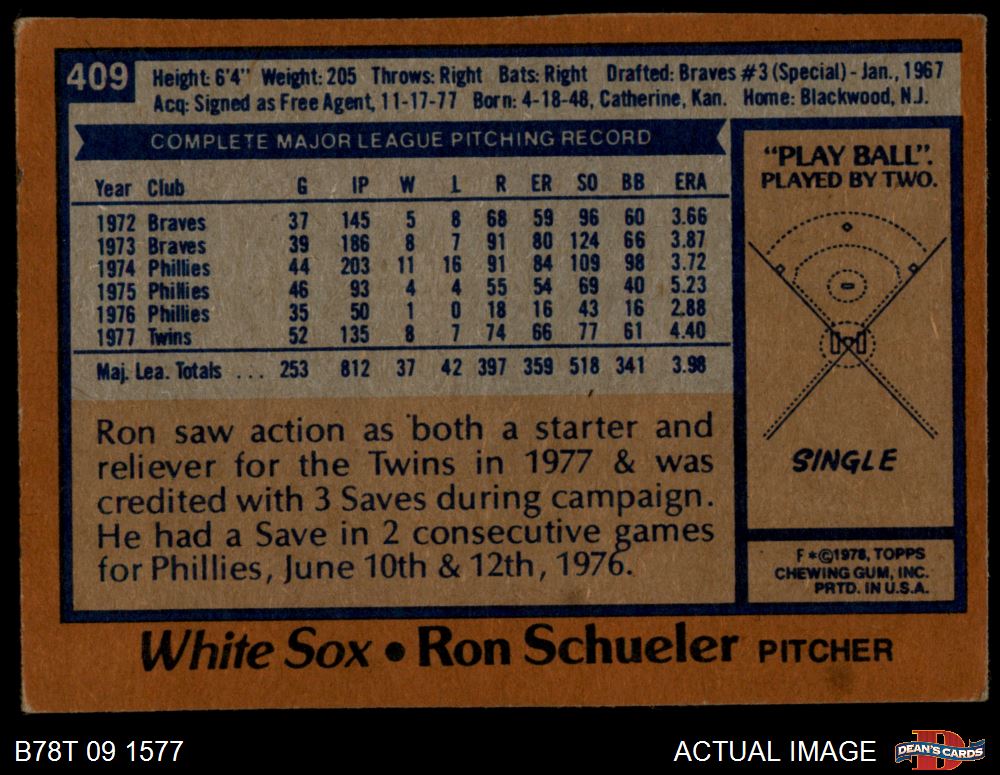 409
Height: 6'4" Weight: 205 Throws: Right Bats: Right Drafted: Braves #3 (Special) - Jan., 1967
Acq: Signed as Free Agent, 11-17-77 Born: 4-18-48, Catherine, Kan. Home: Blackwood, N.J.
COMPLETE MAJOR LEAGUE PITCHING RECORD
Year Club G IP W L R ER SO BB ERA
1972 Braves 37 145 5 8 68 59 96 60 3.66
1973 Braves 39 186 8 7 91 80 124 66 3.87
1974 Phillies 44 203 11 16 91 84 109 98 3.72
1975 Phillies 46 93 4 4 55 54 69 40 5.23
1976 Phillies 35 50 1 0 18 16 43 16 2.88
1977 Twins 52 135 8 7 74 66 77 61 4.40
Maj. Lea. Totals ... 253 812 37 42 397 359 518 341 3.98
Ron saw action as both a starter and
reliever for the Twins in 1977 & was
credited with 3 Saves during campaign.
He had a Save in 2 consecutive games
for Phillies, June 10th & 12th, 1976.
"PLAY BALL".
PLAYED BY TWO.
SINGLE
F *©1978, TOPPS
CHEWING GUM, INC.
PRTD. IN U.S.A.
White Sox • Ron Schueler PITCHER
B78T 09 1577
ACTUAL IMAGE
D
DEAN'S CARDS